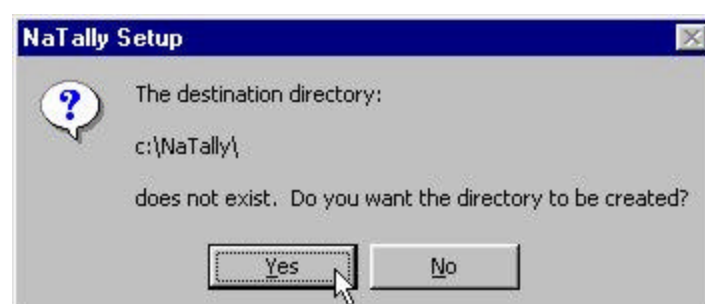 NaTally Setup
The destination directory:
c:\NaTally\
does not exist.  Do you want the directory to be created?
Yes
No